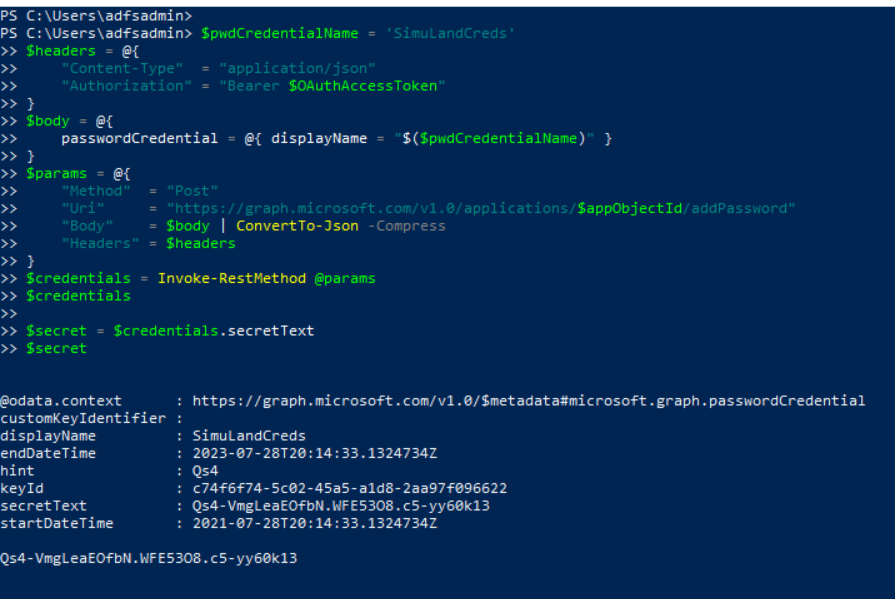 PS C:\Users\adfsadmin>
PS C:\Users\adfsadmin> $pwdCredentialName = 'SimuLandCreds'
>> $headers = @{
>>     "Content-Type"  = "application/json"
>>     "Authorization" = "Bearer $OAuthAccessToken"
>> }
>> $body = @{
>>     passwordCredential = @{ displayName = "$($pwdCredentialName)" }
>> }
>> $params = @{
>>     "Method"  = "Post"
>>     "Uri"     = "https://graph.microsoft.com/v1.0/applications/$appObjectId/addPassword"
>>     "Body"    = $body | ConvertTo-Json -Compress
>>     "Headers" = $headers
>> }
>> $credentials = Invoke-RestMethod @params
>> $credentials
>>
>> $secret = $credentials.secretText
>> $secret
@odata.context      : https://graph.microsoft.com/v1.0/$metadata#microsoft.graph.passwordCredential
customKeyIdentifier :
displayName         : SimuLandCreds
endDateTime         : 2023-07-28T20:14:33.1324734Z
hint                : Qs4
keyId               : c74f6f74-5c02-45a5-a1d8-2aa97f096622
secretText          : Qs4-VmgLeaEOfbN.WFE53O8.c5-yy60k13
startDateTime       : 2021-07-28T20:14:33.1324734Z
Qs4-VmgLeaEOfbN.WFE53O8.c5-yy60k13